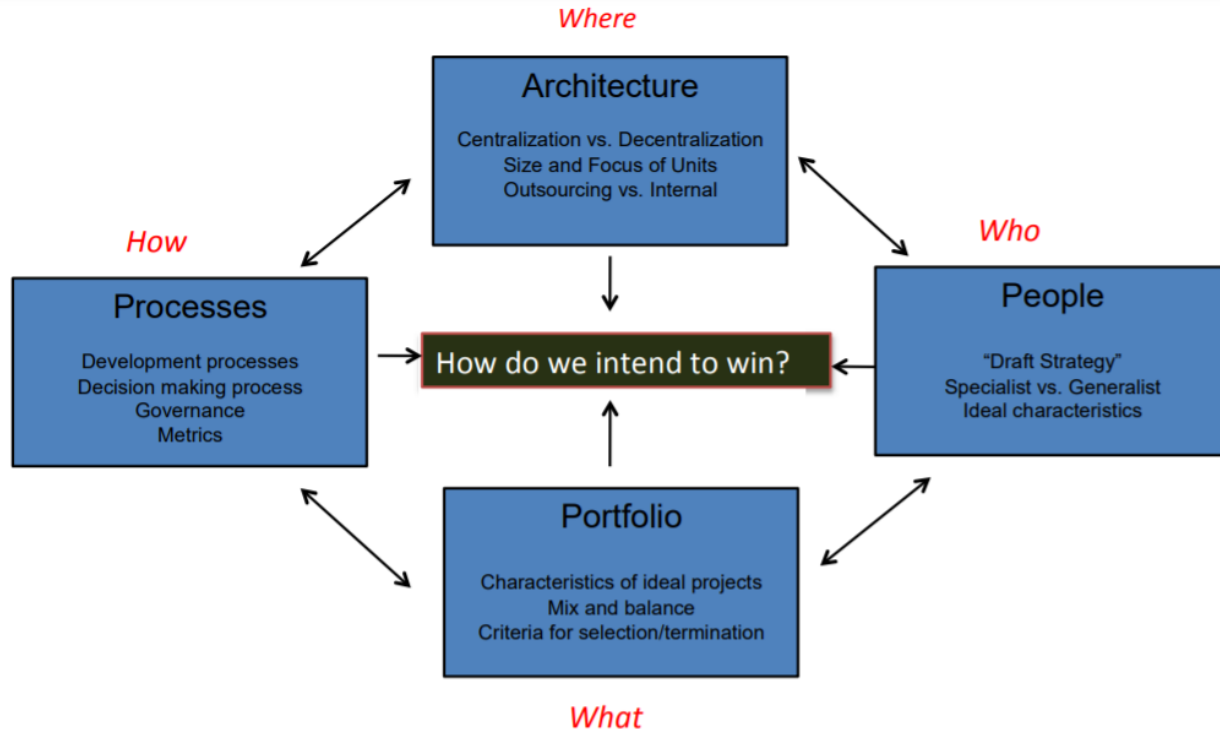 Where
Architecture
Centralization vs. Decentralization
Size and Focus of Units
Outsourcing vs. Internal
How
Processes
Development processes
Decision making process
Governance
Metrics
Who
People
“Draft Strategy”
Specialist vs. Generalist
Ideal characteristics
How do we intend to win?
Portfolio
Characteristics of ideal projects
Mix and balance
Criteria for selection/termination
What